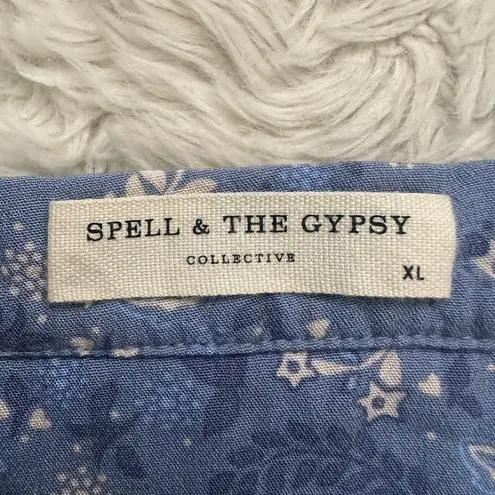 SPELL & THE GYPSY
COLLECTIVE
XL